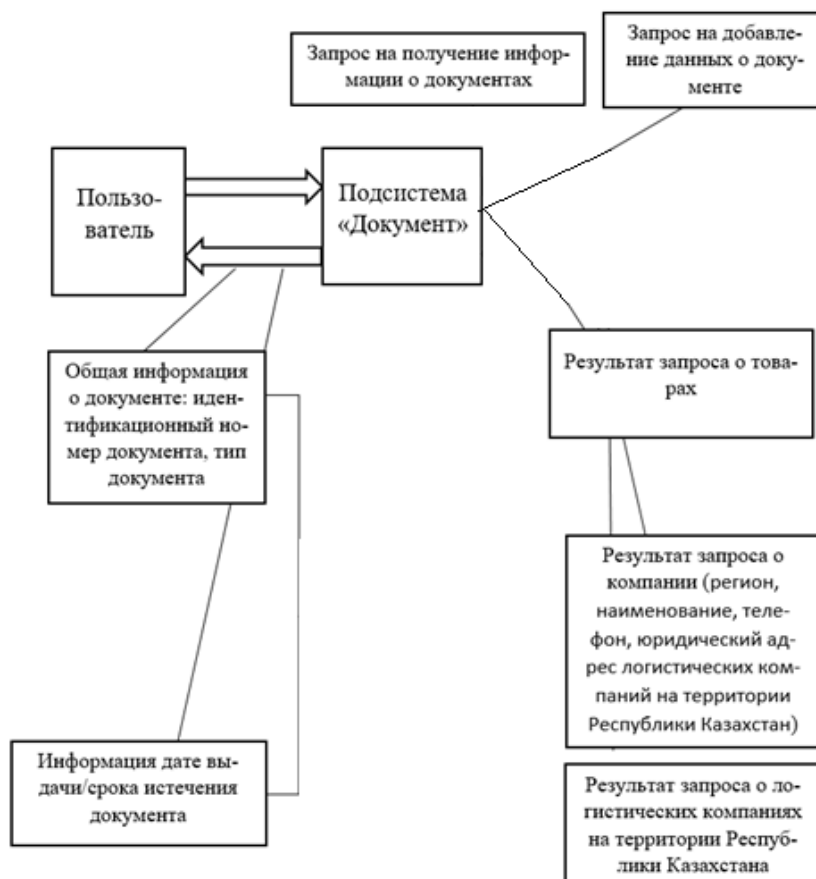 Запрос на получение инфор-
мации о документах
Запрос на добавле-
ние данных о доку-
менте
Пользо-
ватель
Подсистема
«Документ»
Общая информация
о документе: иден-
тификационный но-
мер документа, тип
документа
Результат запроса о това-
рах
Результат запроса о
компании (регион,
наименование, теле-
фон, юридический ад-
рес логистических ком-
паний на территории
Республики Казахстан)
Информация дате вы-
дачи/срока истечения
документа
Результат запроса о ло-
гистических компаниях
на территории Респуб-
лики Казахстана